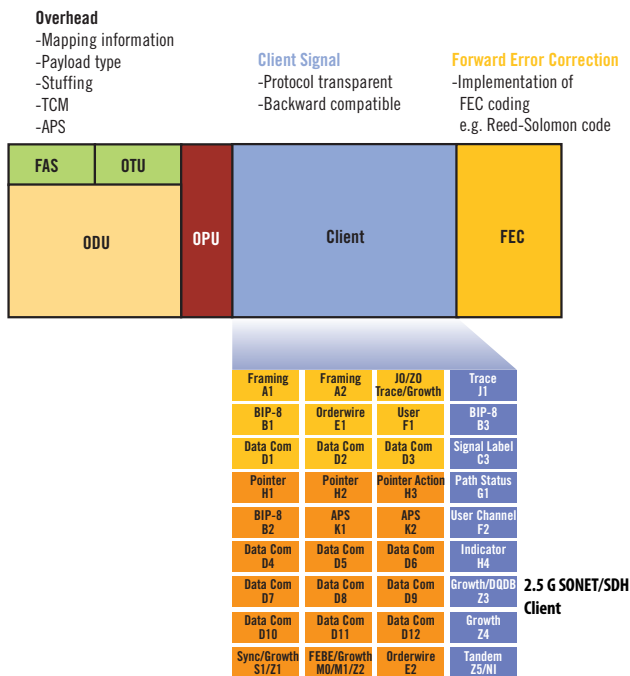 Overhead
-Mapping information
-Payload type
-Stuffing
-TCM
-APS
Client Signal
-Protocol transparent
-Backward compatible
Forward Error Correction
-Implementation of
FEC coding
e.g. Reed-Solomon code
FAS
OTU
ODU
OPU
Client
FEC
Framing
A1
Framing
A2
J0/Z0
Trace/Growth
Trace
J1
BIP-8
B1
Orderwire
E1
User
F1
BIP-8
B3
Data Com
D1
Data Com
D2
Data Com
D3
Signal Label
C3
Pointer
H1
Pointer
H2
Pointer Action
H3
Path Status
G1
BIP-8
B2
APS
K1
APS
K2
User Channel
F2
Data Com
D4
Data Com
D5
Data Com
D6
Indicator
H4
Data Com
D7
Data Com
D8
Data Com
D9
Growth/DQDB
Z3
2.5 G SONET/SDH
Client
Data Com
D10
Data Com
D11
Data Com
D12
Growth
Z4
Sync/Growth
S1/Z1
FEBE/Growth
M0/M1/Z2
Orderwire
E2
Tandem
Z5/NI